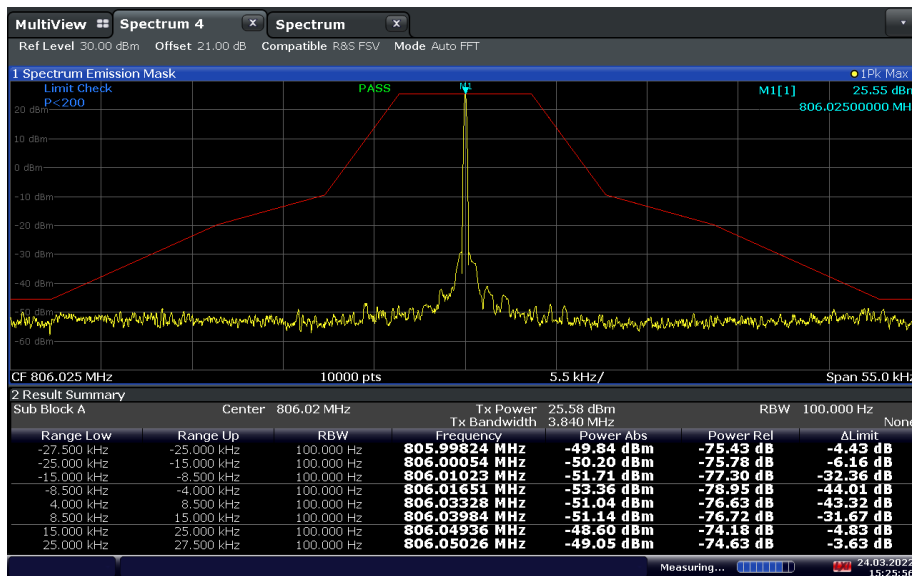 MultiView Spectrum 4 X Spectrum X
Ref Level 30.00 dBm Offset 21.00 dB Compatible R&S FSV Mode Auto FFT
1 Spectrum Emission Mask 1Pk Max
Limit Check PASS M1 M1[1] 25.55 dBm
P<200 806.02500000 MH
20 dBm
10 dBm
0 dBm
-10 dBm
-20 dBm
-30 dBm
-40 dBm
-50 dBm
-60 dBm
CF 806.025 MHz 10000 pts 5.5 kHz/ Span 55.0 kHz
2 Result Summary
Sub Block A Center 806.02 MHz Tx Power 25.58 dBm RBW 100.000 Hz
Tx Bandwidth 3.840 MHz None
Range Low Range Up RBW Frequency Power Abs Power Rel ΔLimit
-27.500 kHz -25.000 kHz 100.000 Hz 805.99824 MHz -49.84 dBm -75.43 dB -4.43 dB
-25.000 kHz -15.000 kHz 100.000 Hz 806.00054 MHz -50.20 dBm -75.78 dB -6.16 dB
-15.000 kHz -8.500 kHz 100.000 Hz 806.01023 MHz -51.71 dBm -77.30 dB -32.36 dB
-8.500 kHz -4.000 kHz 100.000 Hz 806.01651 MHz -53.36 dBm -78.95 dB -44.01 dB
4.000 kHz 8.500 kHz 100.000 Hz 806.03328 MHz -51.04 dBm -76.63 dB -43.32 dB
8.500 kHz 15.000 kHz 100.000 Hz 806.03984 MHz -51.14 dBm -76.72 dB -31.67 dB
15.000 kHz 25.000 kHz 100.000 Hz 806.04936 MHz -48.60 dBm -74.18 dB -4.83 dB
25.000 kHz 27.500 kHz 100.000 Hz 806.05026 MHz -49.05 dBm -74.63 dB -3.63 dB
Measuring... 24.03.2022
15:25:56